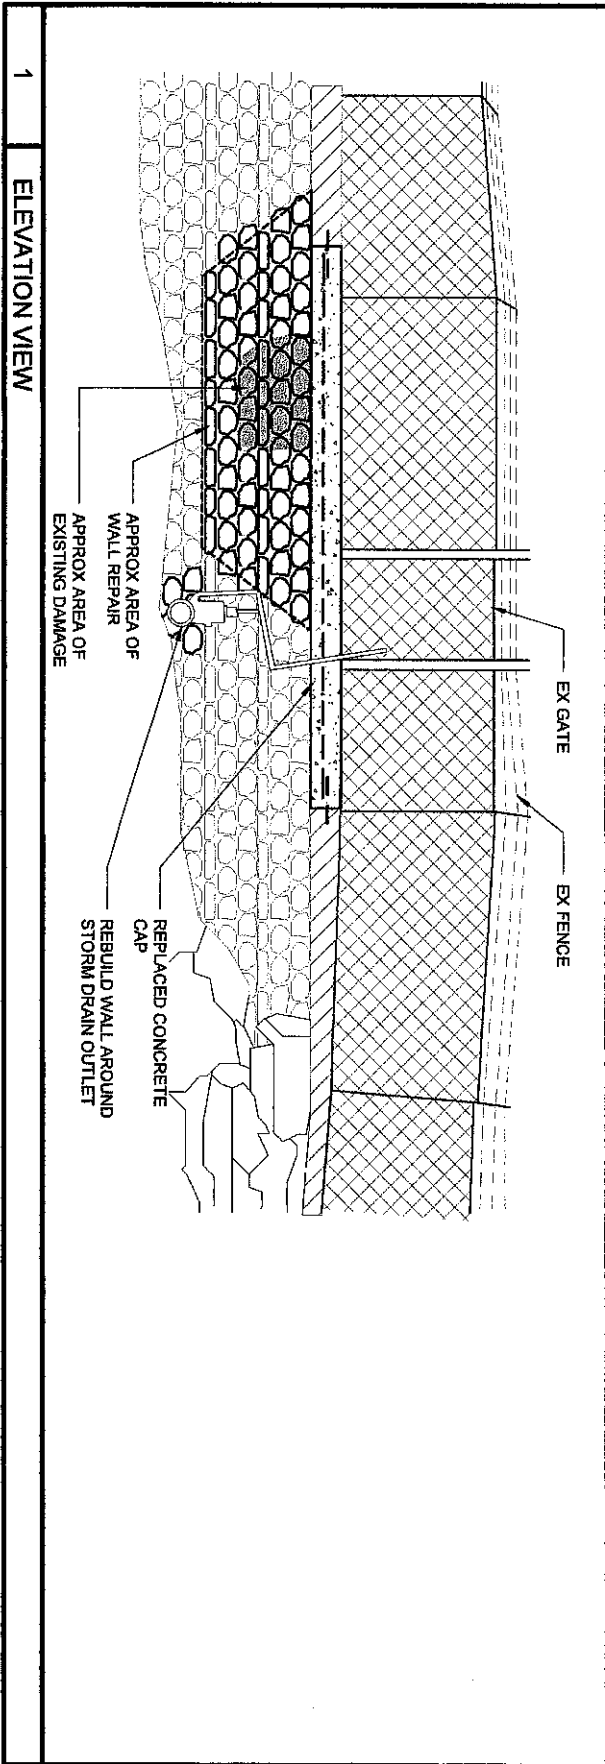 EX GATE
EX FENCE
APPROX AREA OF
WALL REPAIR
APPROX AREA OF
EXISTING DAMAGE
REPLACED CONCRETE
CAP
REBUILD WALL AROUND
STORM DRAIN OUTLET
1
ELEVATION VIEW